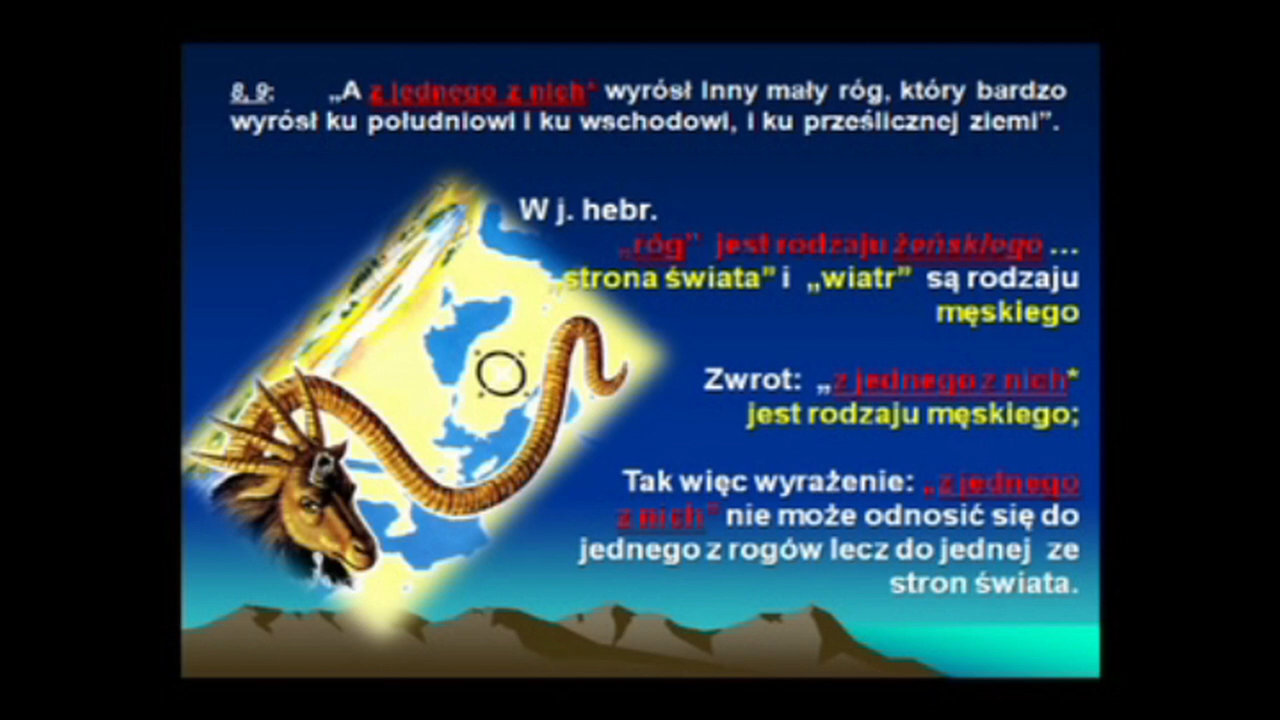 8, 9; „A z jednego z nich* wyrósł Inny mały róg, który bardzo
wyrósł ku południowi i ku wschodowi, i ku prześlicznej ziemi”.
W j. hebr.
„róg” jest rodzaju żeńskiego ...
„strona świata” i „wiatr” są rodzaju
męskiego
Zwrot: „z jednego z nich*
jest rodzaju męskiego;
Tak więc wyrażenie: „z jednego
z nich” nie może odnosić się do
jednego z rogów lecz do jednej ze
stron świata.